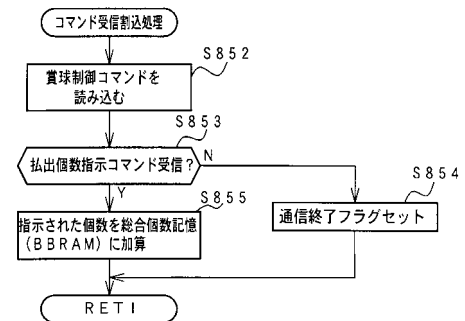 コマンド受信割込処理
S852
賞球制御コマンドを
読み込む
S853
払出個数指示コマンド受信?
N
Y
S854
S855
指示された個数を総合個数記憶
(BBRAM)に加算
通信終了フラグセット
RETI